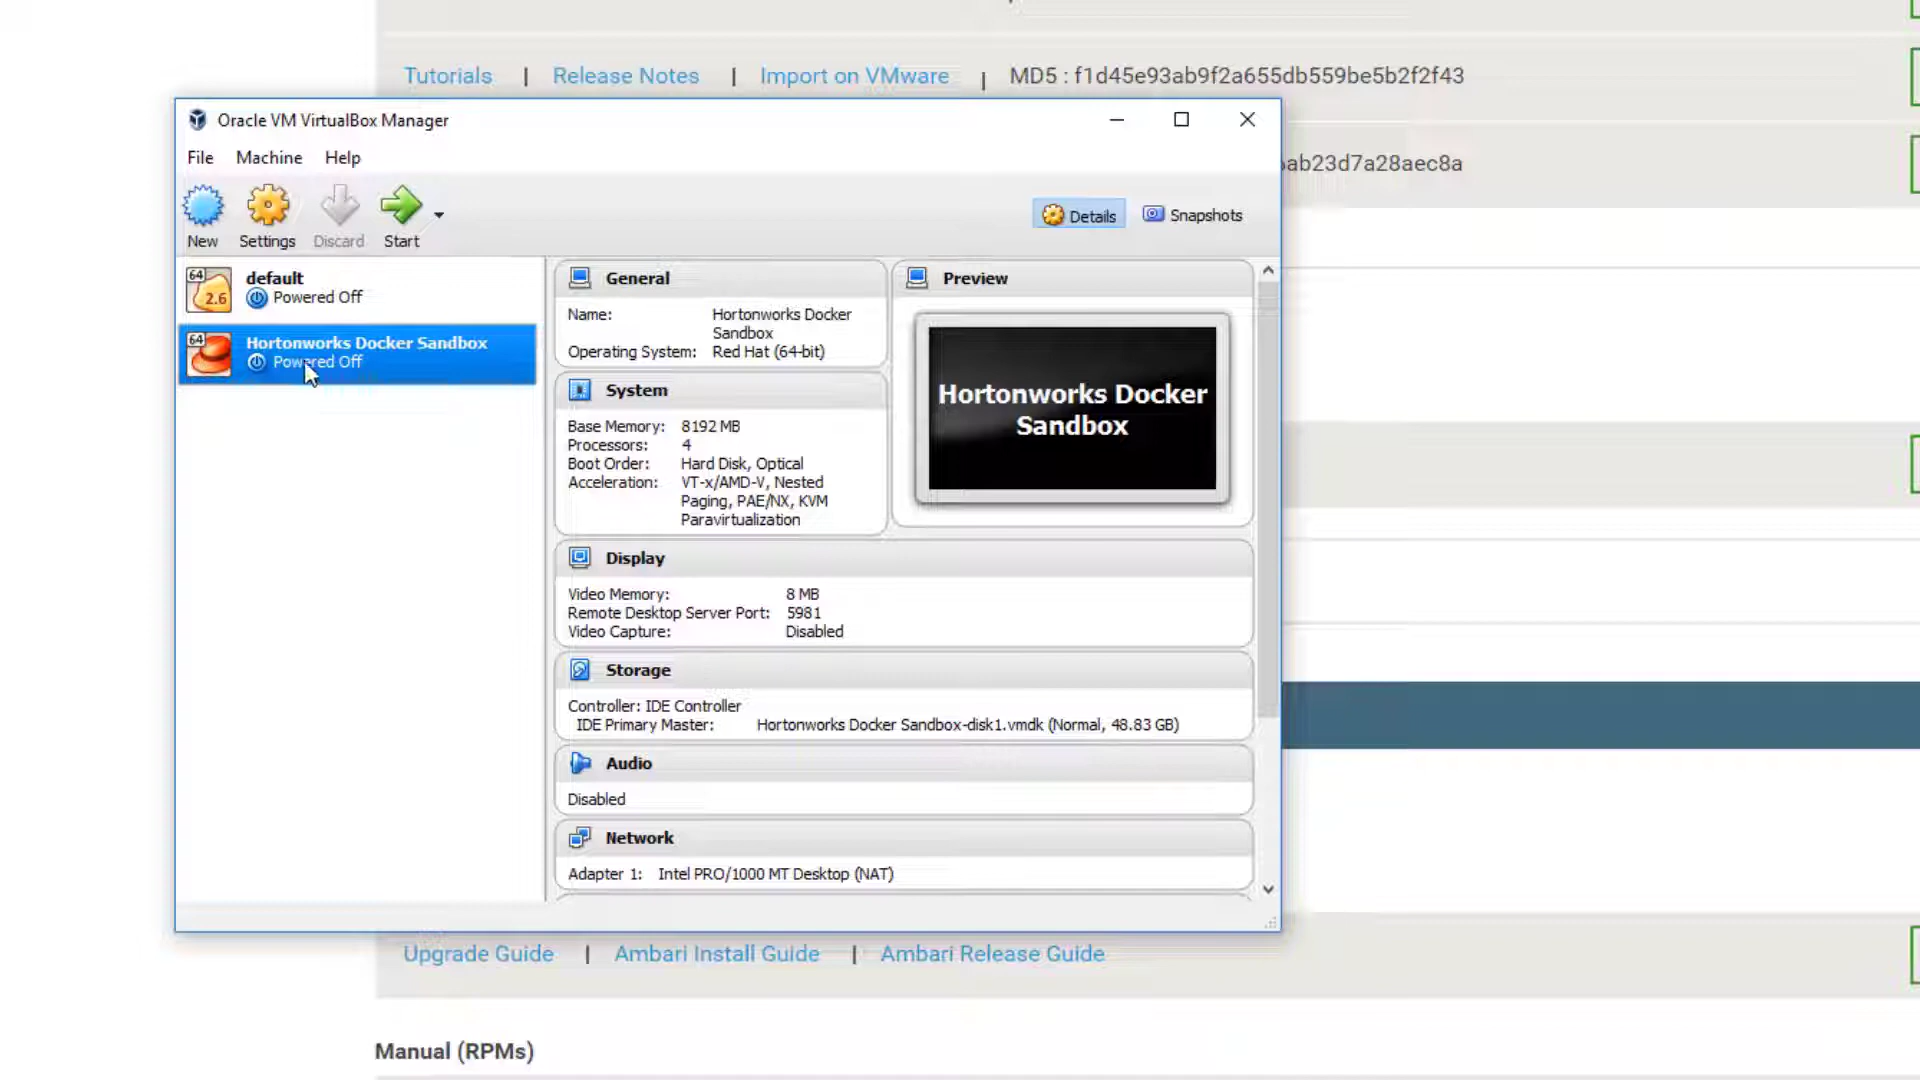 Tutorials | Release Notes | Import on VMware | MD5 : f1d45e93ab9f2a655db559be5b2f2f43
Oracle VM VirtualBox Manager
File Machine Help
ab23d7a28aec8a
New Settings Discard Start
Details Snapshots
64
2.6
default
Powered Off
64
Hortonworks Docker Sandbox
Powered Off
General
Name: Hortonworks Docker
Sandbox
Operating System: Red Hat (64-bit)
Preview
Hortonworks Docker
Sandbox
System
Base Memory: 8192 MB
Processors: 4
Boot Order: Hard Disk, Optical
Acceleration: VT-x/AMD-V, Nested
Paging, PAE/NX, KVM
Paravirtualization
Display
Video Memory: 8 MB
Remote Desktop Server Port: 5981
Video Capture: Disabled
Storage
Controller: IDE Controller
IDE Primary Master: Hortonworks Docker Sandbox-disk1.vmdk (Normal, 48.83 GB)
Audio
Disabled
Network
Adapter 1: Intel PRO/1000 MT Desktop (NAT)
Upgrade Guide | Ambari Install Guide | Ambari Release Guide
Manual (RPMs)